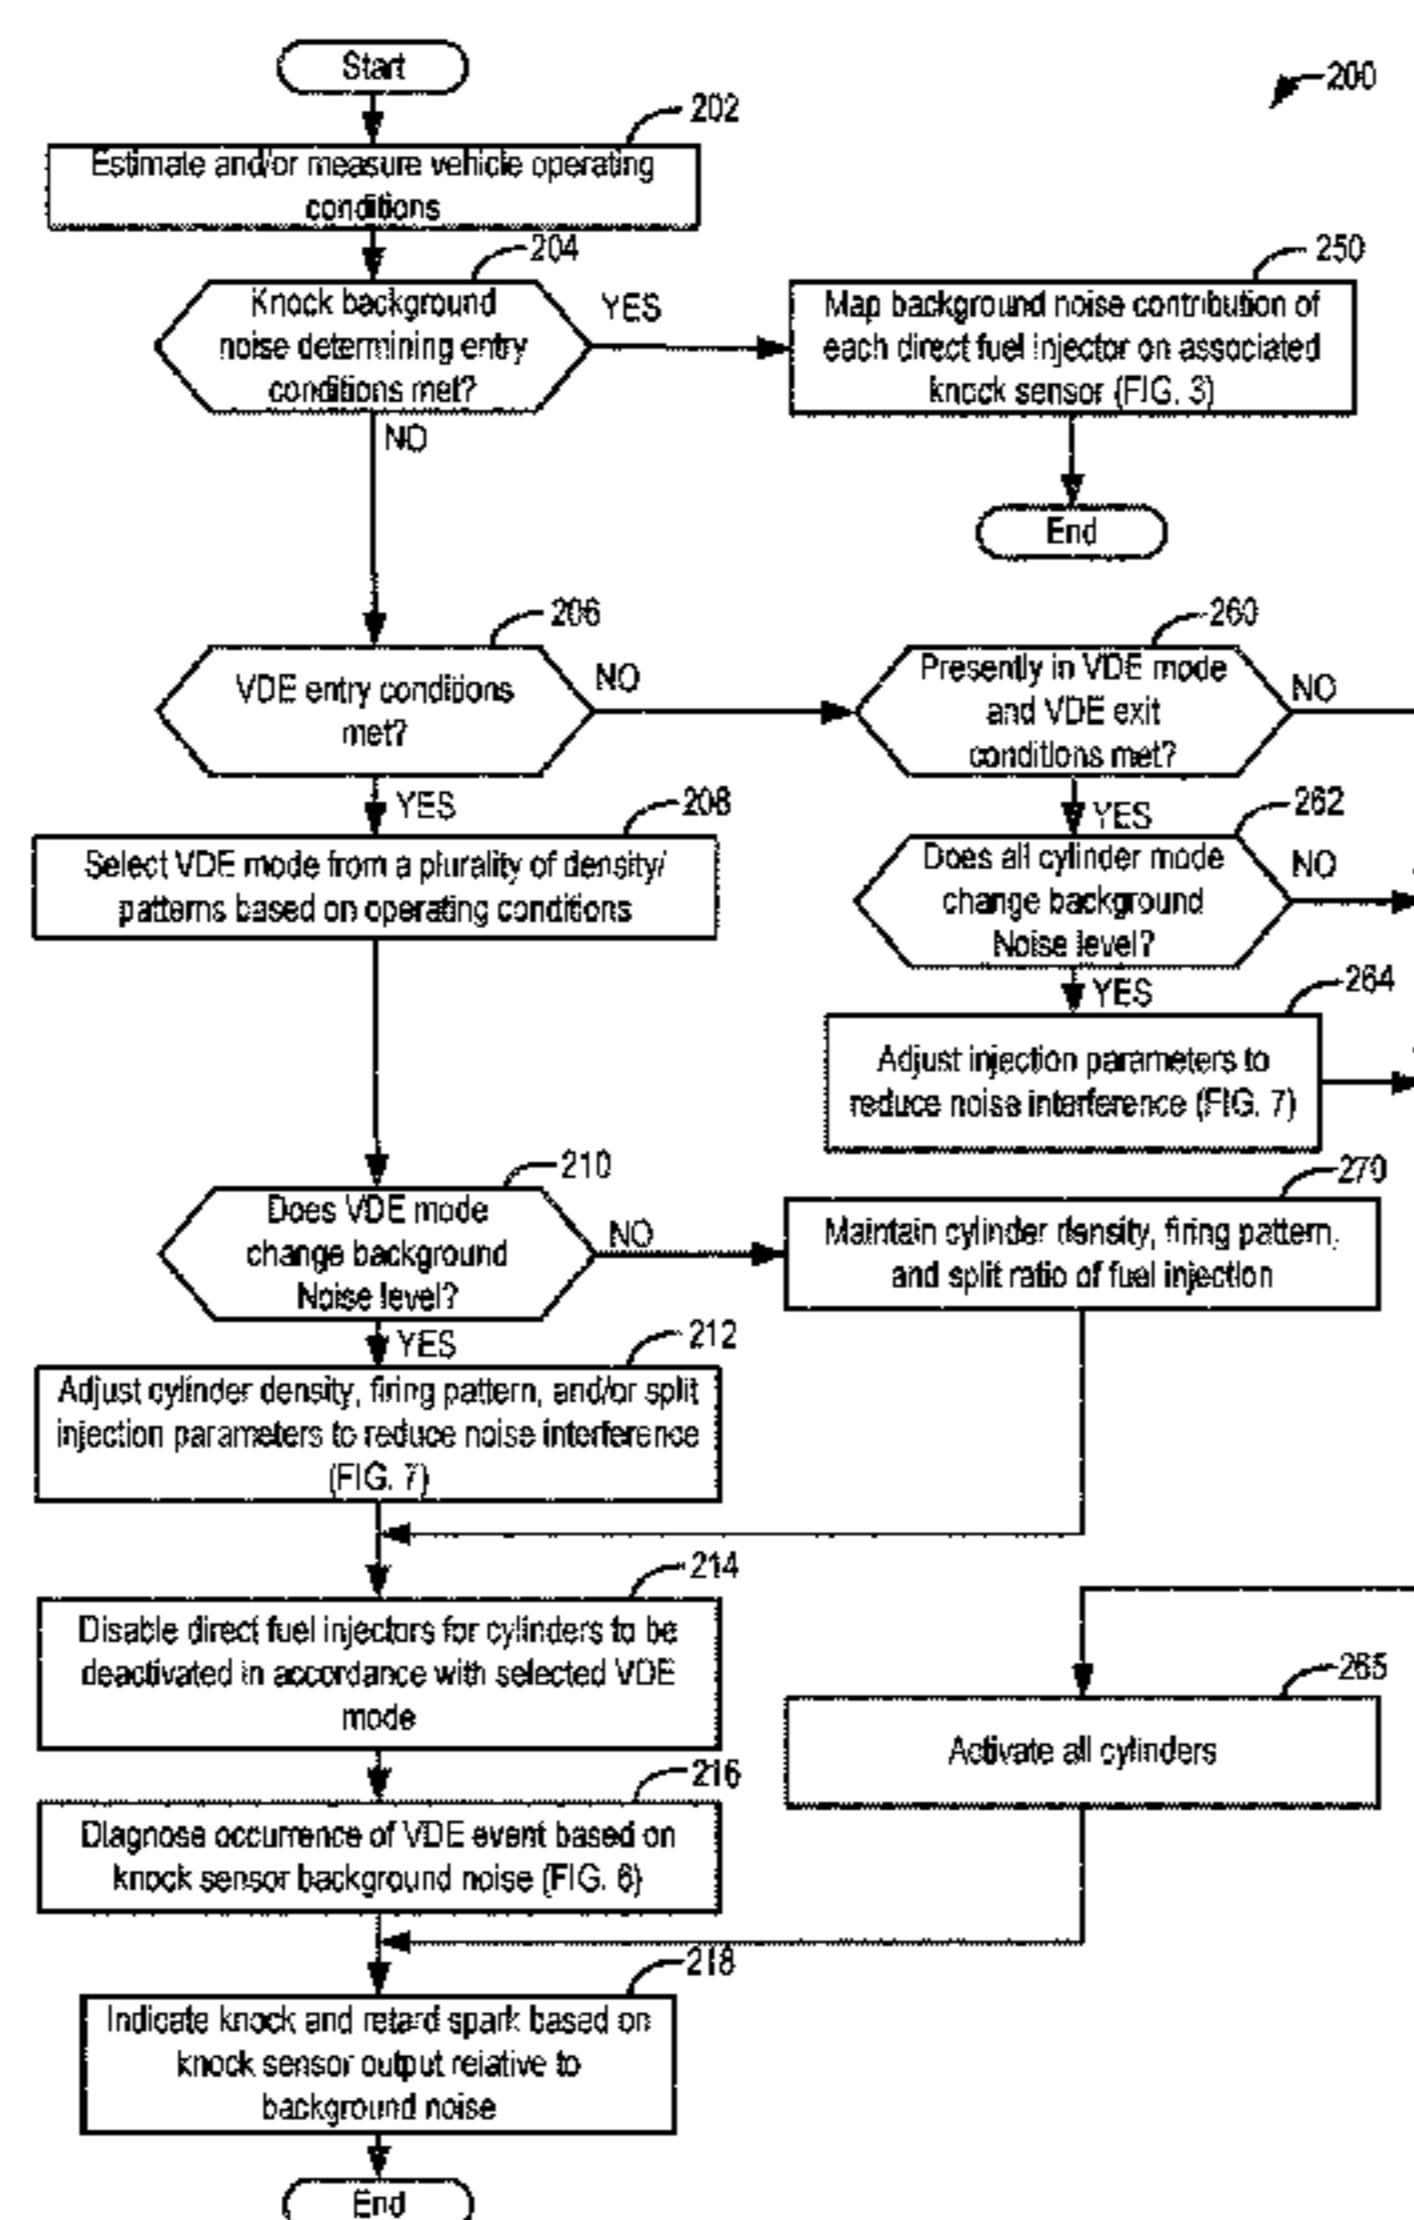 Start
200
202
Estimate and/or measure vehicle operating
conditions
204
Knock background
noise determining entry
conditions met?
YES
NO
250
Map background noise contribution of
each direct fuel injector on associated
knock sensor (FIG. 3)
End
206
VDE entry conditions
met?
NO
YES
260
Presently in VDE mode
and VDE exit
conditions met?
NO
YES
208
Select VDE mode from a plurality of density/
patterns based on operating conditions
262
Does all cylinder mode
change background
Noise level?
NO
YES
264
Adjust injection parameters to
reduce noise interference (FIG. 7)
210
Does VDE mode
change background
Noise level?
NO
YES
270
Maintain cylinder density, firing pattern,
and split ratio of fuel injection
212
Adjust cylinder density, firing pattern, and/or split
injection parameters to reduce noise interference
(FIG. 7)
214
Disable direct fuel injectors for cylinders to be
deactivated in accordance with selected VDE
mode
265
Activate all cylinders
216
Diagnose occurrence of VDE event based on
knock sensor background noise (FIG. 6)
218
Indicate knock and retard spark based on
knock sensor output relative to
background noise
End